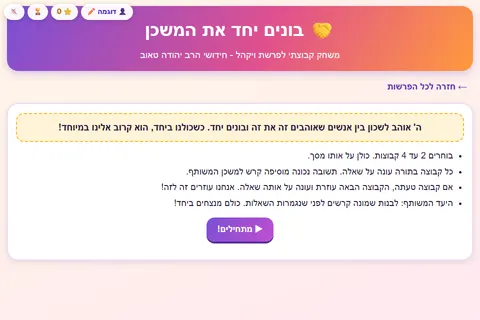 דוגמה
0
בונים יחד את המשכן
משחק קבוצתי לפרשת ויקהל - חידושי הרב יהודה טאוב
← חזרה לכל הפרשות
ה' אוהב לשכון בין אנשים שאוהבים זה את זה ובונים יחד. כשכולנו ביחד, הוא קרוב אלינו במיוחד!
• בוחרים 2 עד 4 קבוצות. כולן על אותו מסך.
• כל קבוצה בתורה עונה על שאלה. תשובה נכונה מוסיפה קרש למשכן המשותף.
• אם קבוצה טעתה, הקבוצה הבאה עוזרת ועונה על אותה שאלה. אנחנו עוזרים זה לזה!
• היעד המשותף: לבנות שמונה קרשים לפני שנגמרות השאלות. כולם מנצחים ביחד!
▶ מתחילים!